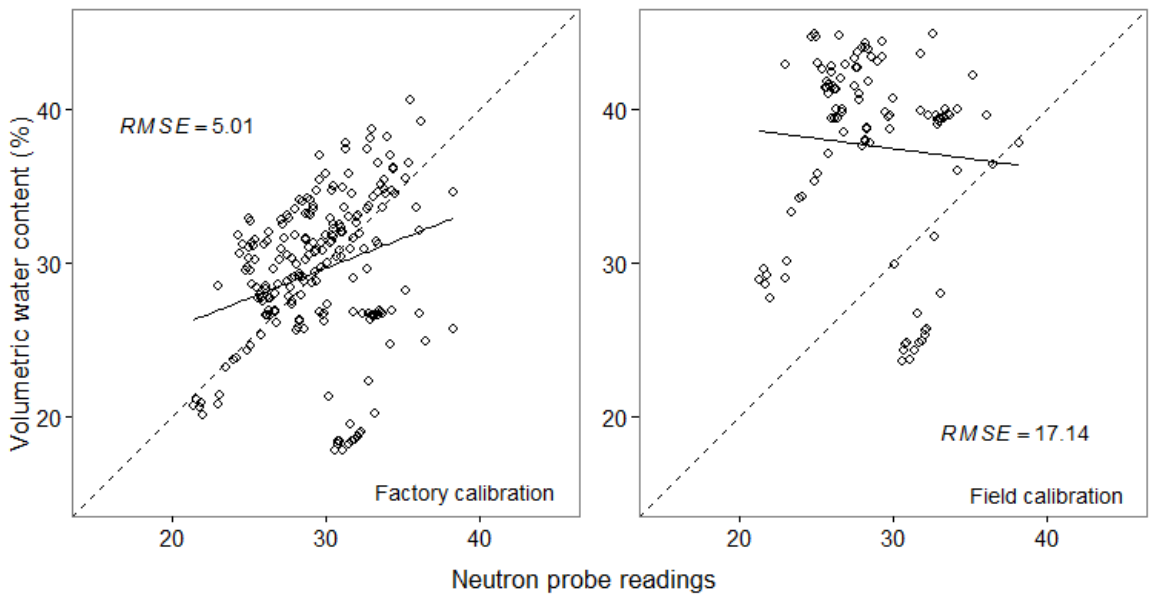 Volumetric water content (%)
40
30
20
RMSE = 5.01
Factory calibration
20
30
40
40
30
20
RMSE = 17.14
Field calibration
20
30
40
Neutron probe readings